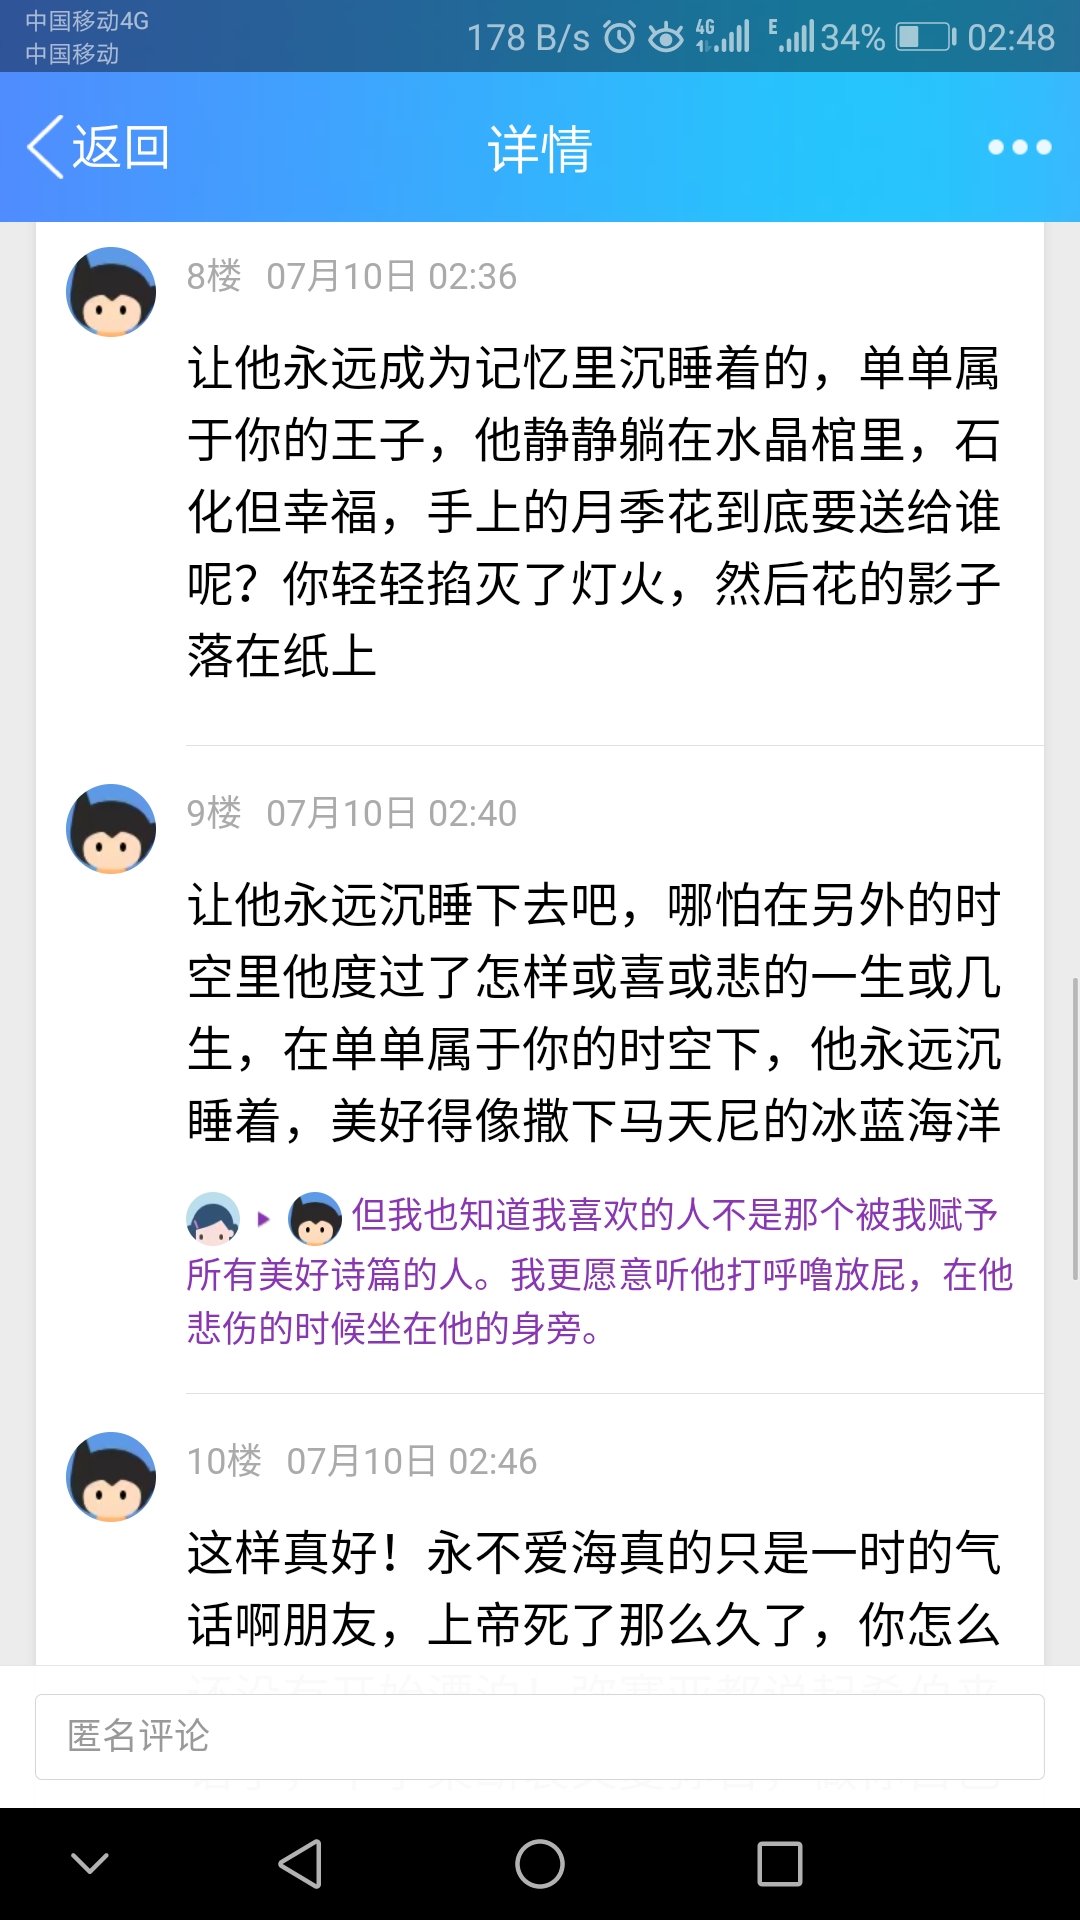 中国移动4G
中国移动
178 B/s 4G E 34% 02:48
返回 详情
8楼 07月10日 02:36
让他永远成为记忆里沉睡着的，单单属
于你的王子，他静静躺在水晶棺里，石
化但幸福，手上的月季花到底要送给谁
呢？你轻轻掐灭了灯火，然后花的影子
落在纸上
9楼 07月10日 02:40
让他永远沉睡下去吧，哪怕在另外的时
空里他度过了怎样或喜或悲的一生或几
生，在单单属于你的时空下，他永远沉
睡着，美好得像撒下马天尼的冰蓝海洋
但我也知道我喜欢的人不是那个被我赋予
所有美好诗篇的人。我更愿意听他打呼噜放屁，在他
悲伤的时候坐在他的身旁。
10楼 07月10日 02:46
这样真好！永不爱海真的只是一时的气
话啊朋友，上帝死了那么久了，你怎么
匿名评论